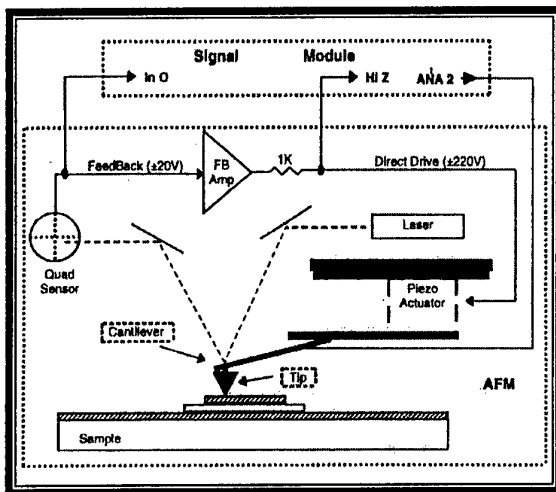 Signal Module
In O Hi Z ANA 2
1K
FeedBack (±20V) FB Amp Direct Drive (±220V)
Laser
Quad Sensor
Piezo Actuator
Cantilever
Tip
AFM
Sample